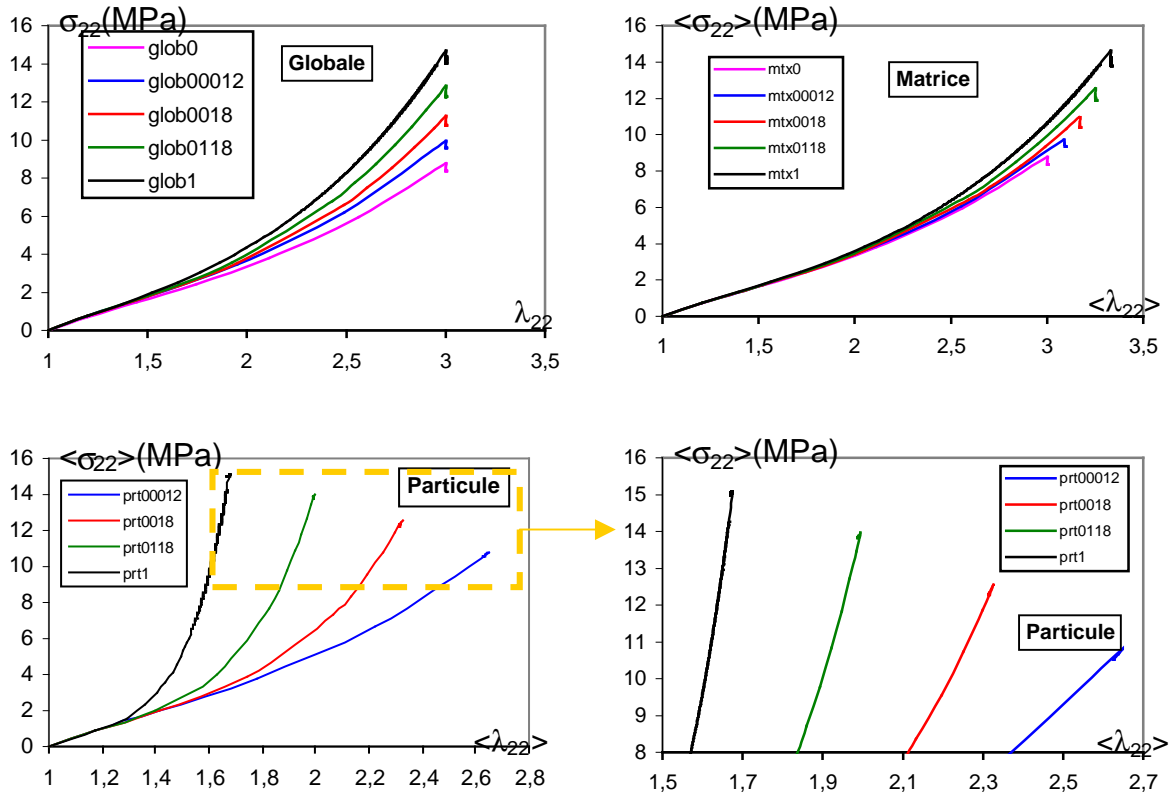 σ22(MPa)
glob0
glob00012
glob0018
glob0118
glob1
Globale
16
14
12
10
8
6
4
2
0
λ22
1 1,5 2 2,5 3 3,5
<σ22>(MPa)
mtx0
mtx00012
mtx0018
mtx0118
mtx1
Matrice
16
14
12
10
8
6
4
2
0
<λ22>
1 1,5 2 2,5 3 3,5
<σ22>(MPa)
prt00012
prt0018
prt0118
prt1
Particule
16
14
12
10
8
6
4
2
0
<λ22>
1 1,2 1,4 1,6 1,8 2 2,2 2,4 2,6 2,8
<σ22>(MPa)
prt00012
prt0018
prt0118
prt1
Particule
16
15
14
13
12
11
10
9
8
<λ22>
1,5 1,7 1,9 2,1 2,3 2,5 2,7